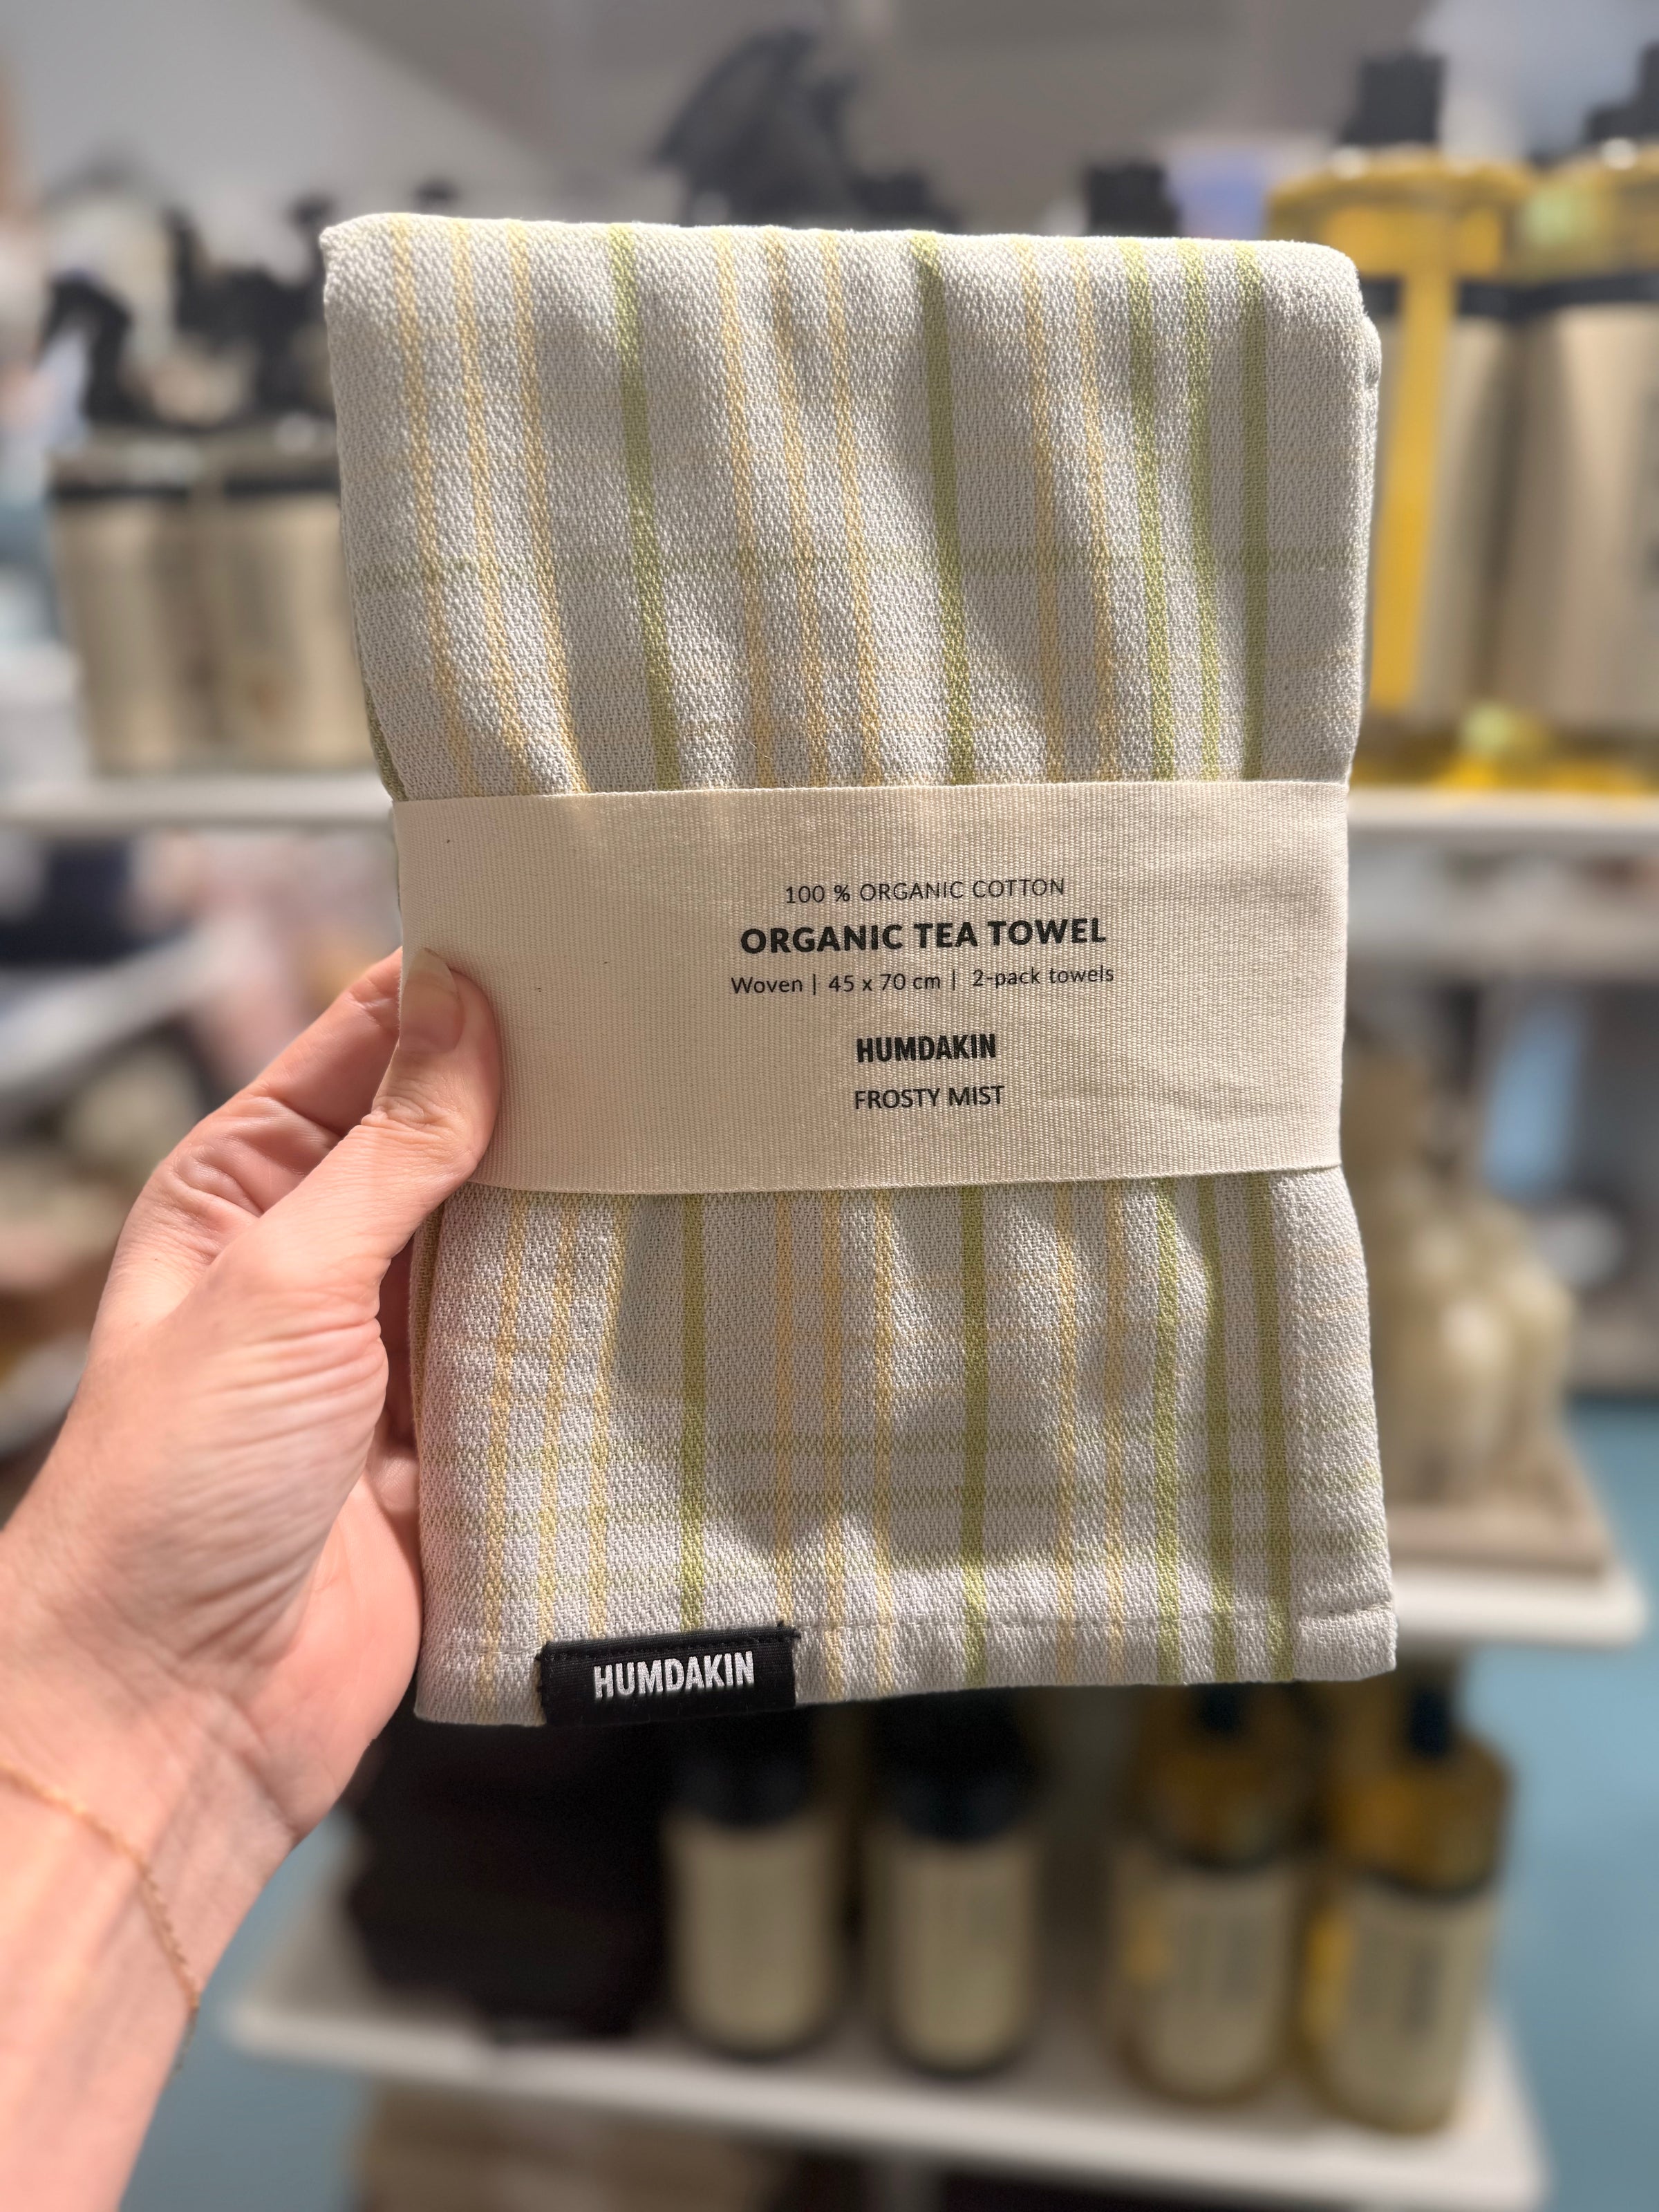 100 % ORGANIC COTTON
ORGANIC TEA TOWEL
Woven | 45 x 70 cm | 2-pack towels
HUMDAKIN
FROSTY MIST
HUMDAKIN